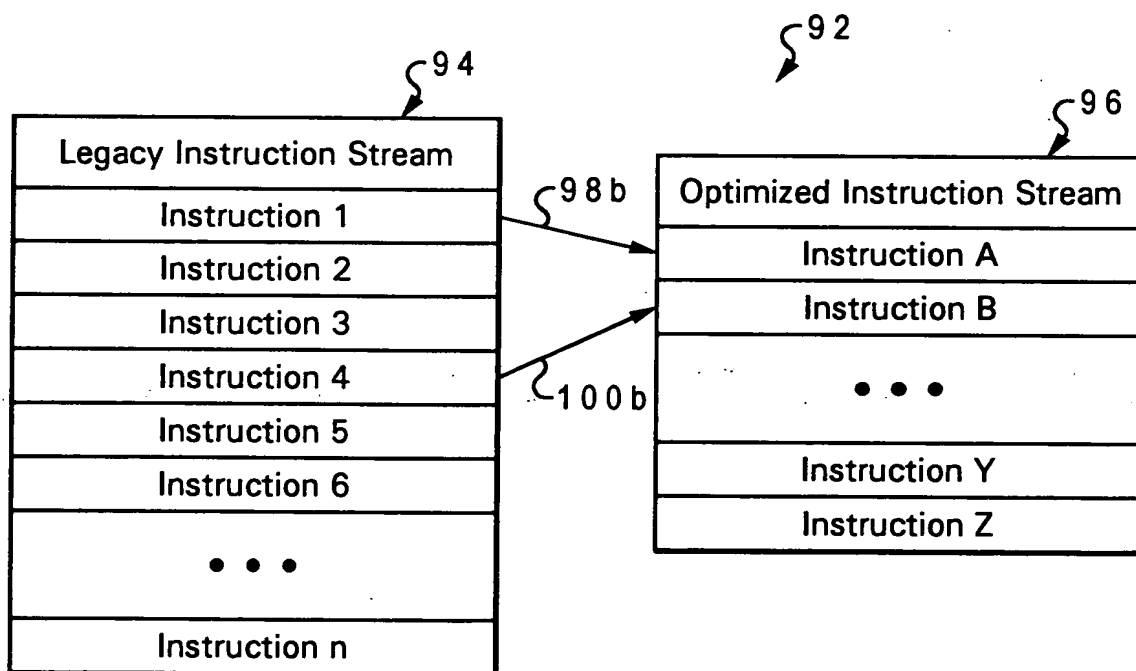 92
94
Legacy Instruction Stream
Instruction 1
Instruction 2
Instruction 3
Instruction 4
Instruction 5
Instruction 6
• • •
Instruction n
98b
100b
96
Optimized Instruction Stream
Instruction A
Instruction B
• • •
Instruction Y
Instruction Z